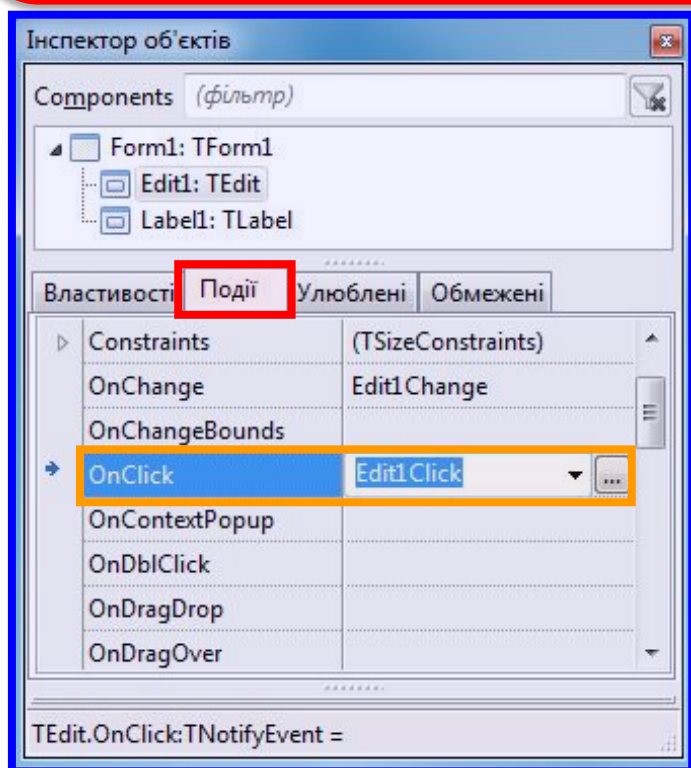 Інспектор об'єктів
Components (фільтр)
Form1: TForm1
Edit1: TEdit
Label1: TLabel
Властивості Події Улюблені Обмежені
Constraints (TSizeConstraints)
OnChange Edit1Change
OnChangeBounds
OnClick Edit1Click ...
OnContextPopup
OnDblClick
OnDragDrop
OnDragOver
TEdit.OnClick:TNotifyEvent =